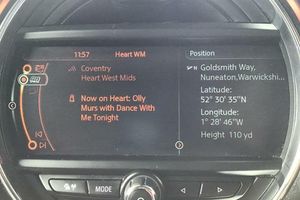 11:57
Heart WM
Coventry
Heart West Mids
Now on Heart: Olly
Murs with Dance With
Me Tonight
Position
N
Goldsmith Way,
Nuneaton,Warwickshi...
Latitude:
52° 30' 35"N
Longitude:
1° 28' 46"W
Height 110 yd
MODE